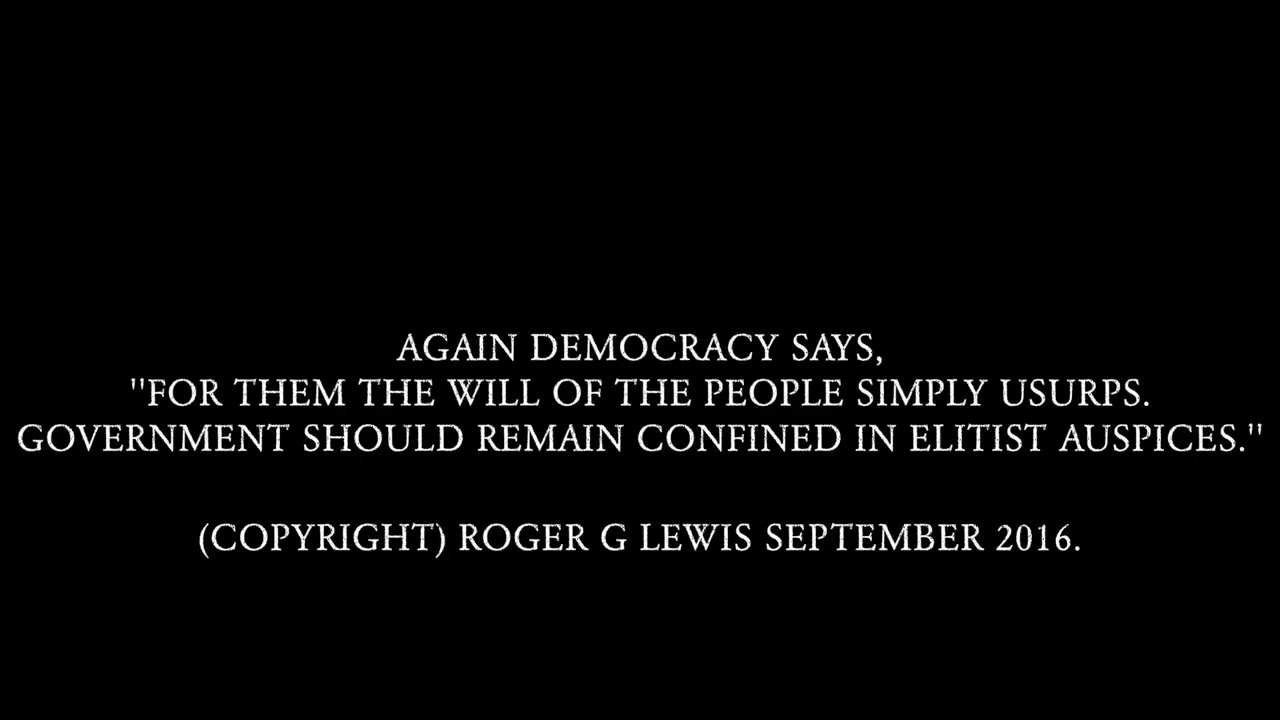 AGAIN DEMOCRACY SAYS,
"FOR THEM THE WILL OF THE PEOPLE SIMPLY USURPS.
GOVERNMENT SHOULD REMAIN CONFINED IN ELITIST AUSPICES."
(COPYRIGHT) ROGER G LEWIS SEPTEMBER 2016.